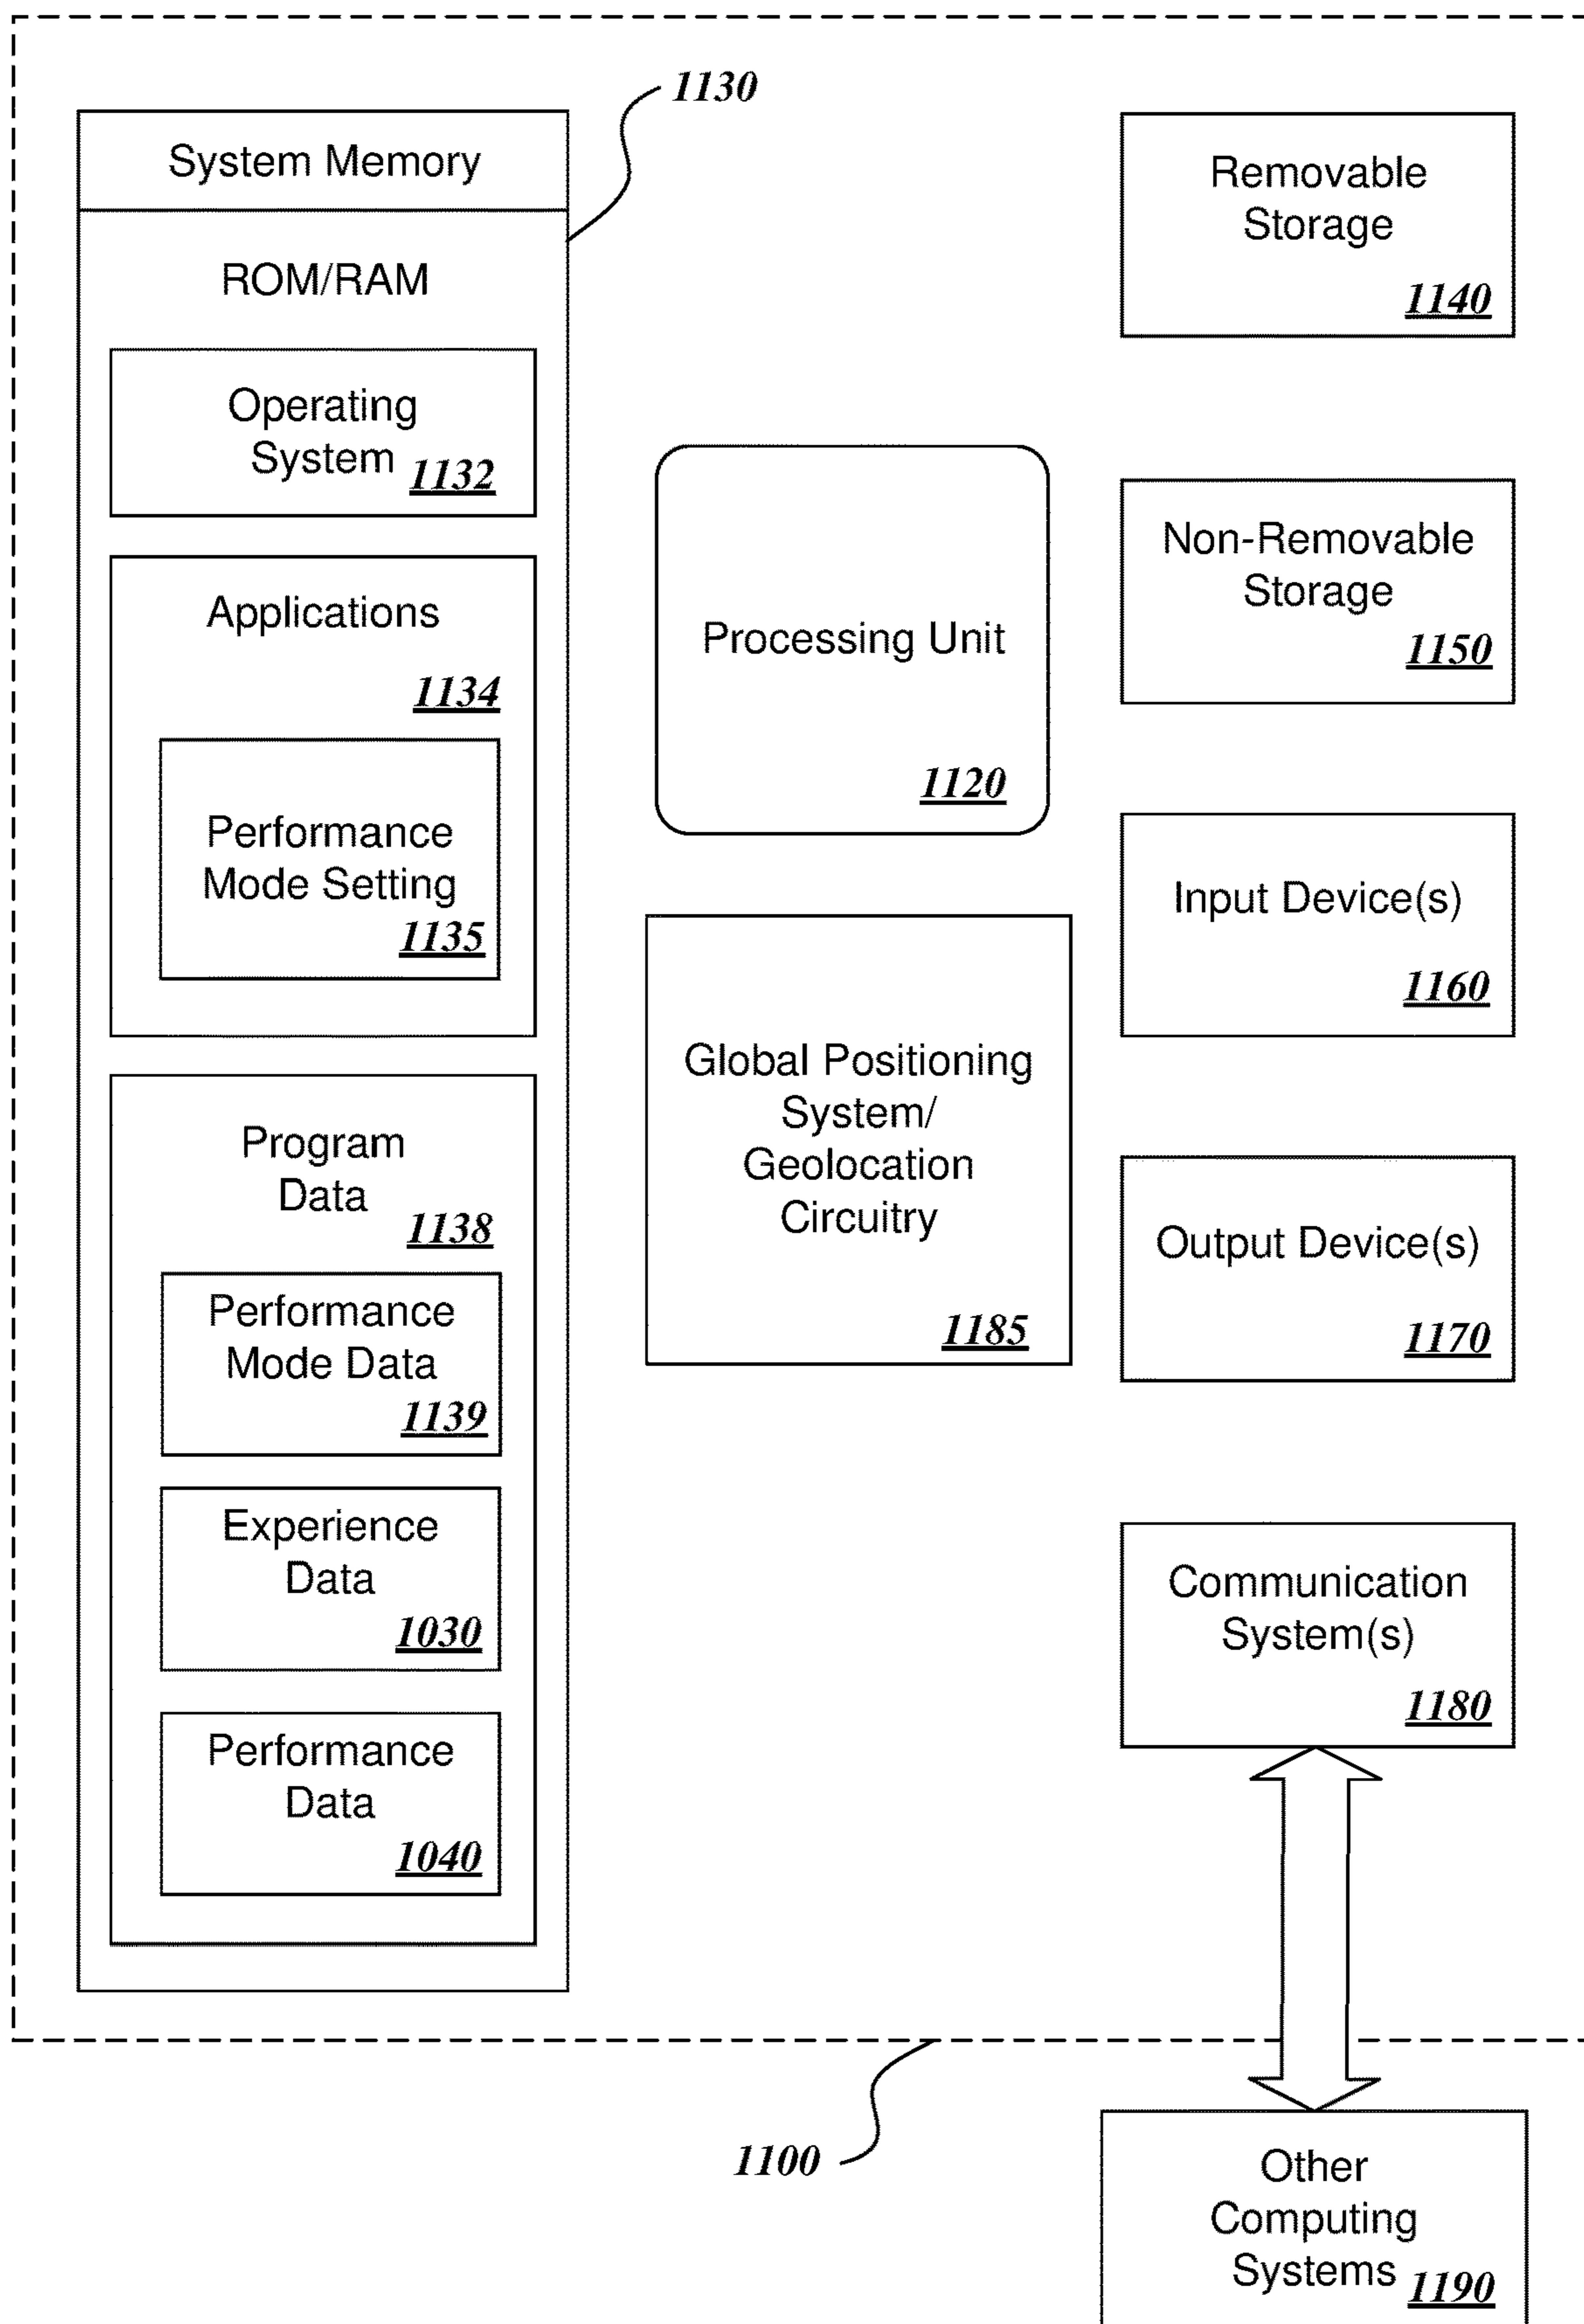 1130
System Memory
ROM/RAM
Operating
System 1132
Applications
1134
Performance
Mode Setting
1135
Program
Data
1138
Performance
Mode Data
1139
Experience
Data
1030
Performance
Data
1040
Processing Unit
1120
Global Positioning
System/
Geolocation
Circuitry
1185
Removable
Storage
1140
Non-Removable
Storage
1150
Input Device(s)
1160
Output Device(s)
1170
Communication
System(s)
1180
1100
Other
Computing
Systems 1190